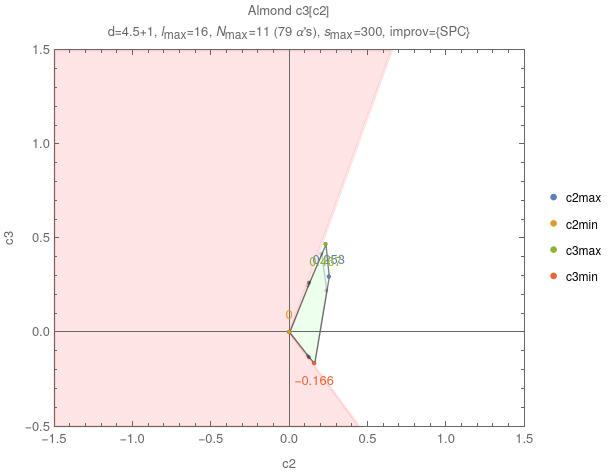 Almond c3[c2]
d=4.5+1, lmax=16, Nmax=11 (79 α's), smax=300, improv={SPC}
1.5
1.0
0.5
0.0
−0.5
c3
−1.5 −1.0 −0.5 0.0 0.5 1.0 1.5
c2
0
−0.166
c2max
c2min
c3max
c3min